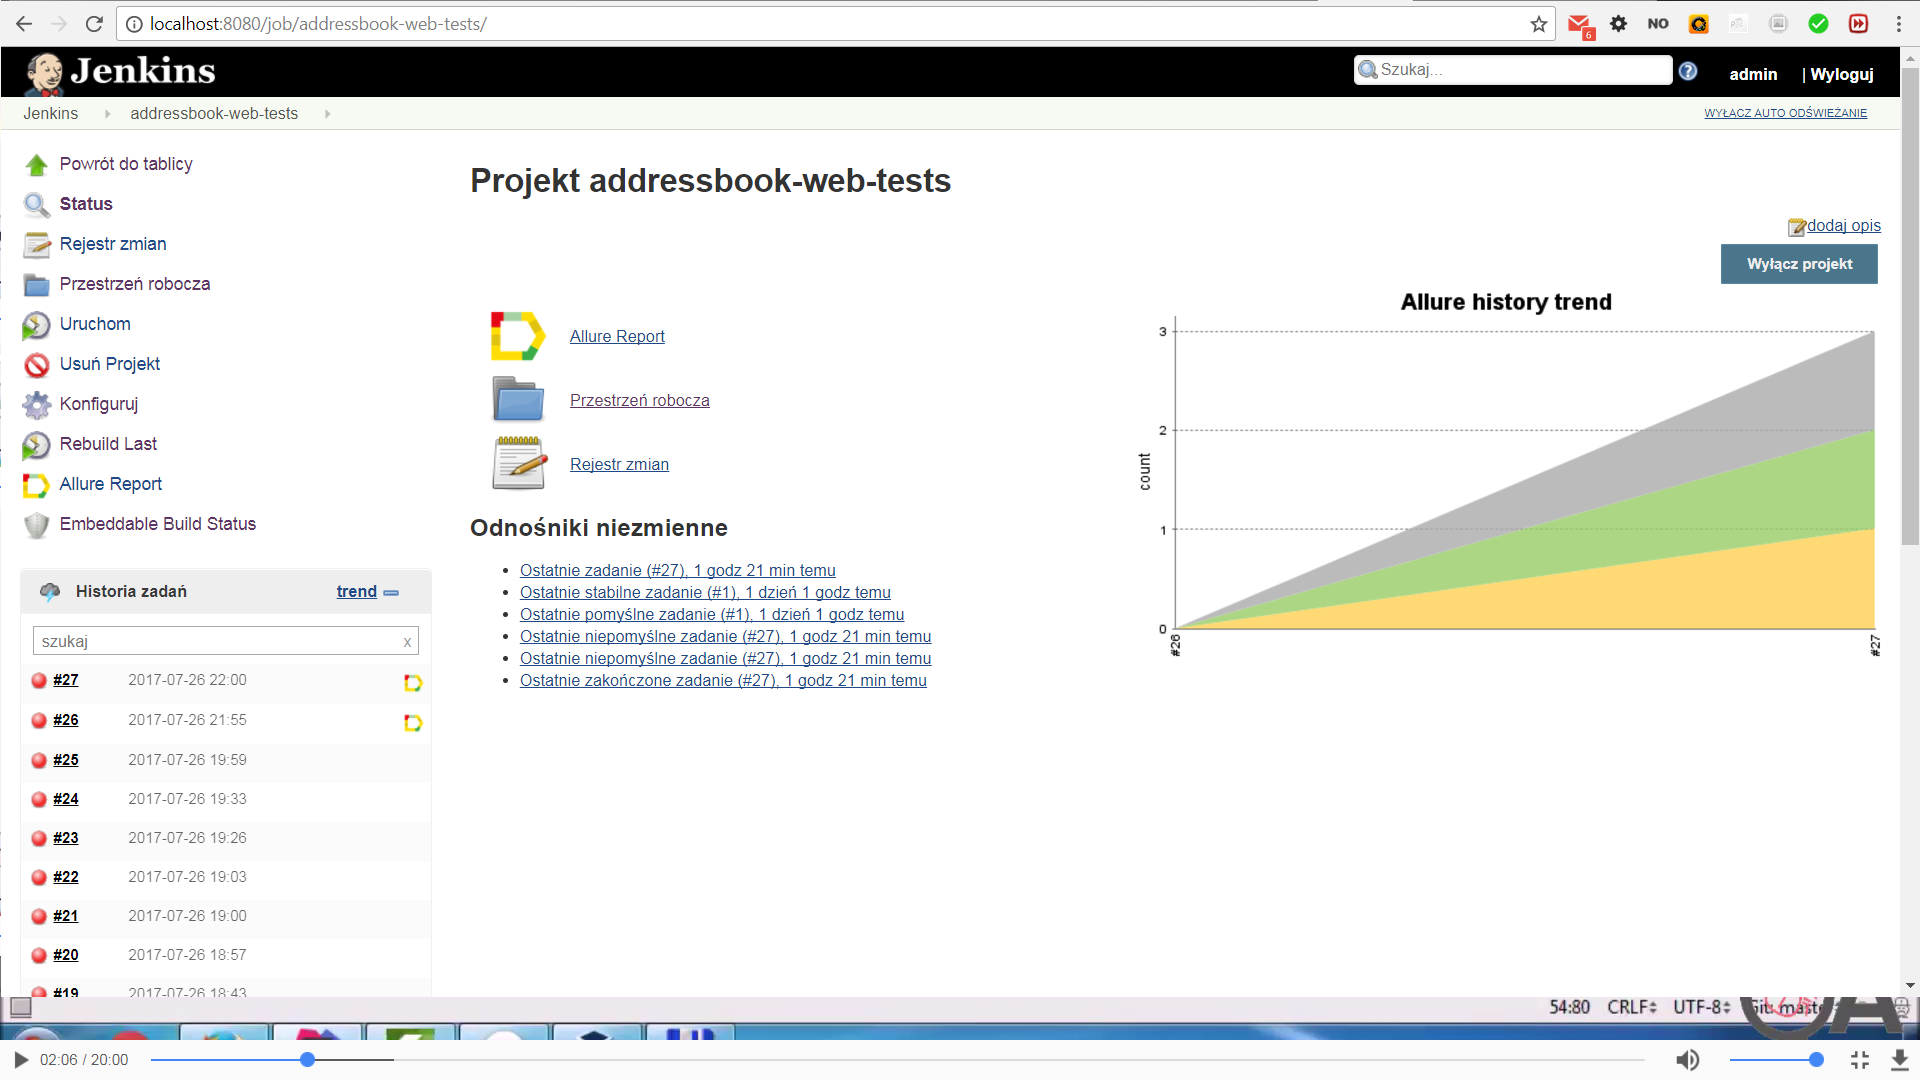 localhost:8080/job/addressbook-web-tests/
NO
6
Jenkins
Szukaj...
admin
| Wyloguj
Jenkins
addressbook-web-tests
WYŁĄCZ AUTO ODŚWIEŻANIE
Powrót do tablicy
Status
Rejestr zmian
Przestrzeń robocza
Uruchom
Usuń Projekt
Konfiguruj
Rebuild Last
Allure Report
Embeddable Build Status
Historia zadań
trend
szukaj
x
#27 2017-07-26 22:00
#26 2017-07-26 21:55
#25 2017-07-26 19:59
#24 2017-07-26 19:33
#23 2017-07-26 19:26
#22 2017-07-26 19:03
#21 2017-07-26 19:00
#20 2017-07-26 18:57
#19 2017-07-26 18:43
Projekt addressbook-web-tests
dodaj opis
Wyłącz projekt
Allure Report
Przestrzeń robocza
Rejestr zmian
Odnośniki niezmienne
Ostatnie zadanie (#27), 1 godz 21 min temu
Ostatnie stabilne zadanie (#1), 1 dzień 1 godz temu
Ostatnie pomyślne zadanie (#1), 1 dzień 1 godz temu
Ostatnie niepomyślne zadanie (#27), 1 godz 21 min temu
Ostatnie niepomyślne zadanie (#27), 1 godz 21 min temu
Ostatnie zakończone zadanie (#27), 1 godz 21 min temu
Allure history trend
3
2
count
1
0
#26
#27
54:80 CRLF UTF-8 Git: maste
02:06 / 20:00